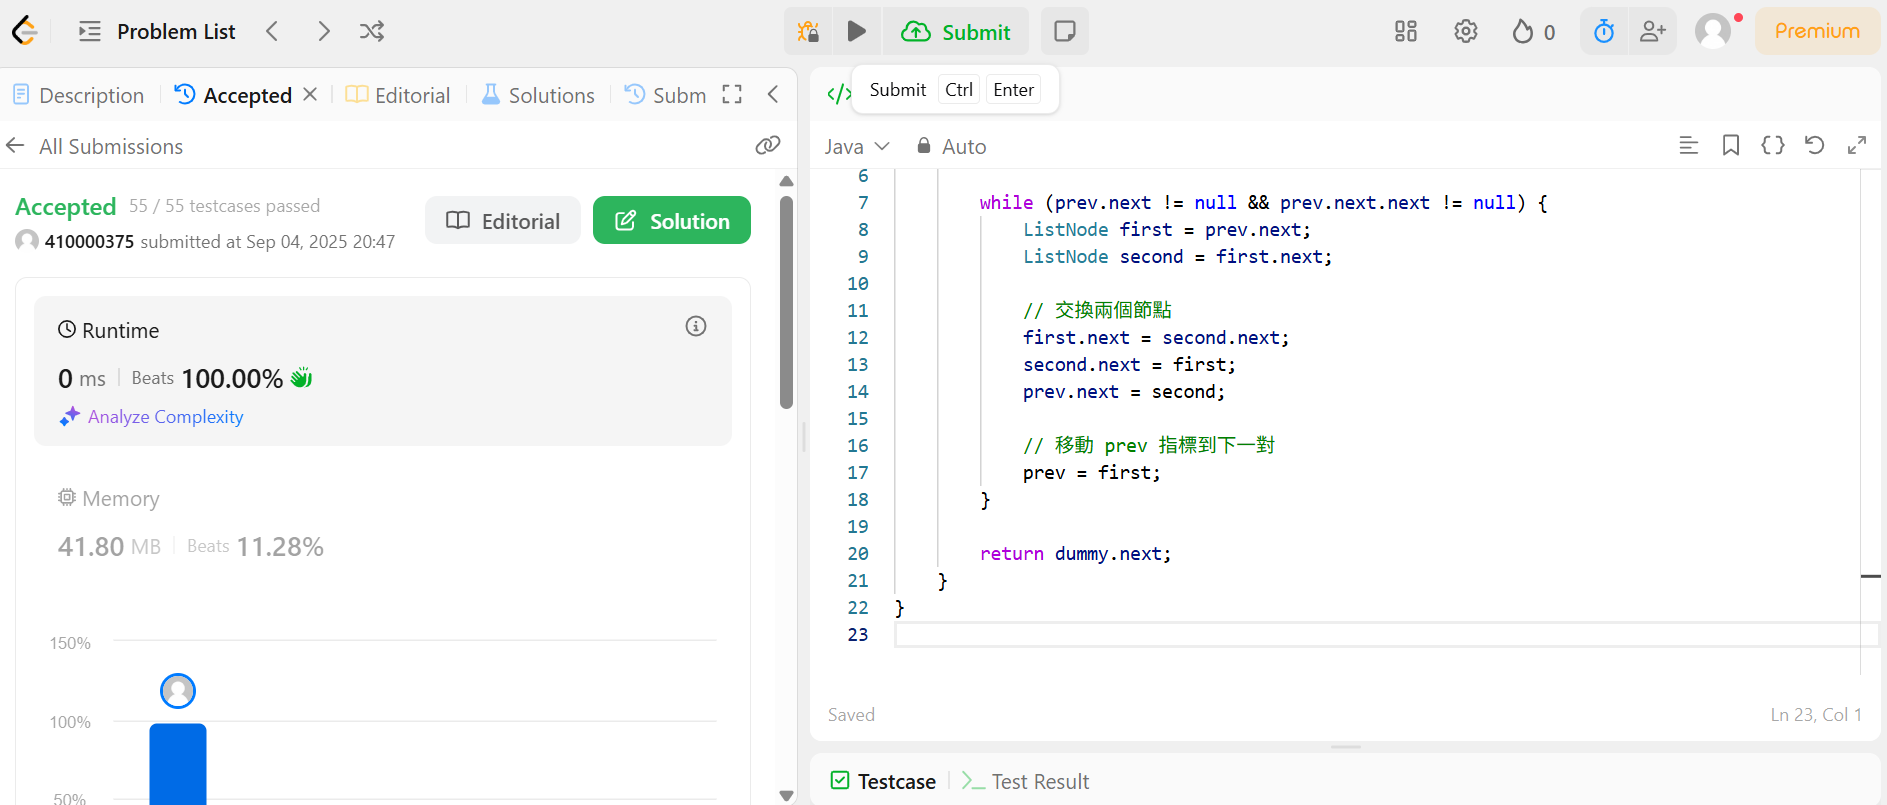 Problem List
Submit
0
Premium
Description
Accepted
Editorial
Solutions
Subm
All Submissions
Accepted 55 / 55 testcases passed
410000375 submitted at Sep 04, 2025 20:47
Editorial
Solution
Runtime
0 ms
Beats 100.00%
Analyze Complexity
Memory
41.80 MB
Beats 11.28%
150%
100%
50%
</>
Submit Ctrl Enter
Java
Auto
6
7 while (prev.next != null && prev.next.next != null) {
8 ListNode first = prev.next;
9 ListNode second = first.next;
10
11 // 交換兩個節點
12 first.next = second.next;
13 second.next = first;
14 prev.next = second;
15
16 // 移動 prev 指標到下一對
17 prev = first;
18 }
19
20 return dummy.next;
21 }
22 }
23
Saved
Ln 23, Col 1
Testcase
Test Result